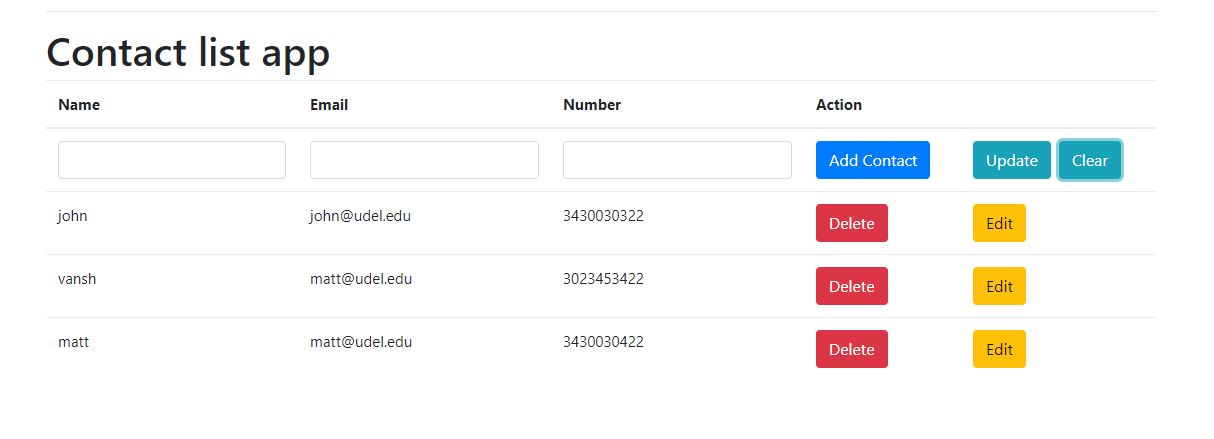 Contact list app
Name Email Number Action
Add Contact Update Clear
john john@udel.edu 3430030322 Delete Edit
vansh matt@udel.edu 3023453422 Delete Edit
matt matt@udel.edu 3430030422 Delete Edit